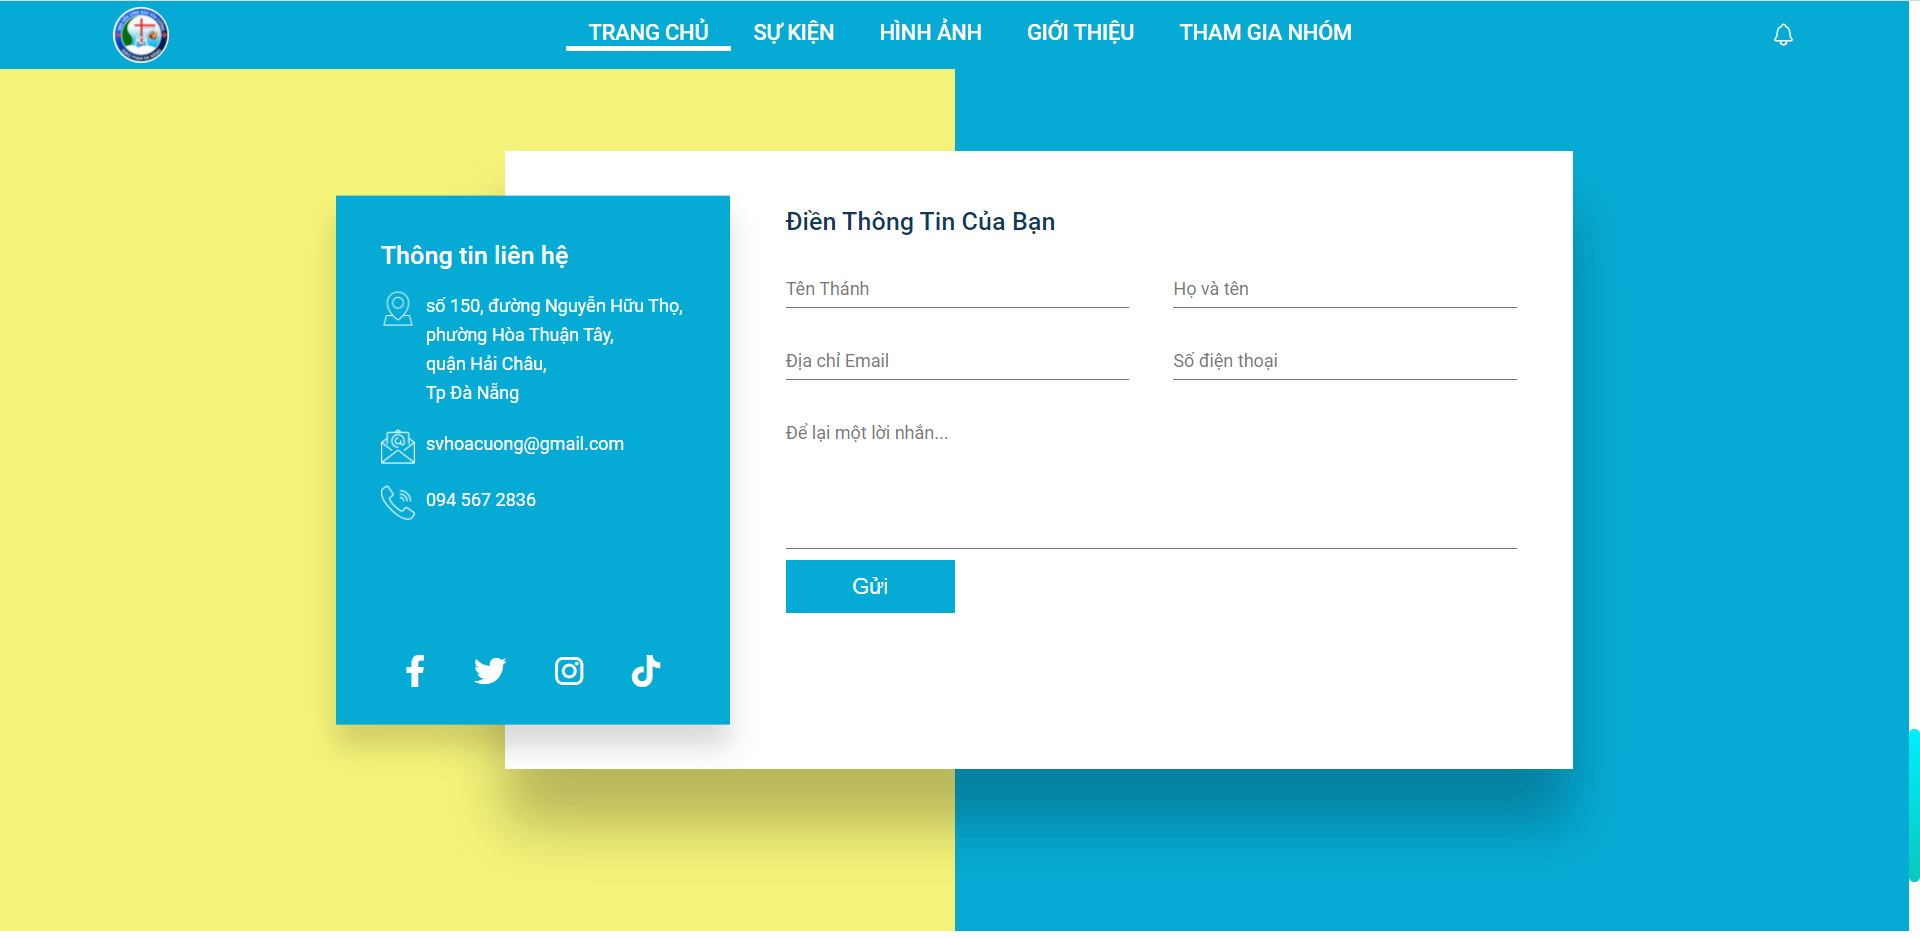 TRANG CHỦ SỰ KIỆN HÌNH ẢNH GIỚI THIỆU THAM GIA NHÓM
Thông tin liên hệ
số 150, đường Nguyễn Hữu Thọ,
phường Hòa Thuận Tây,
quận Hải Châu,
Tp Đà Nẵng
svhoacuong@gmail.com
094 567 2836
Điền Thông Tin Của Bạn
Tên Thánh Họ và tên
Địa chỉ Email Số điện thoại
Để lại một lời nhắn...
Gửi